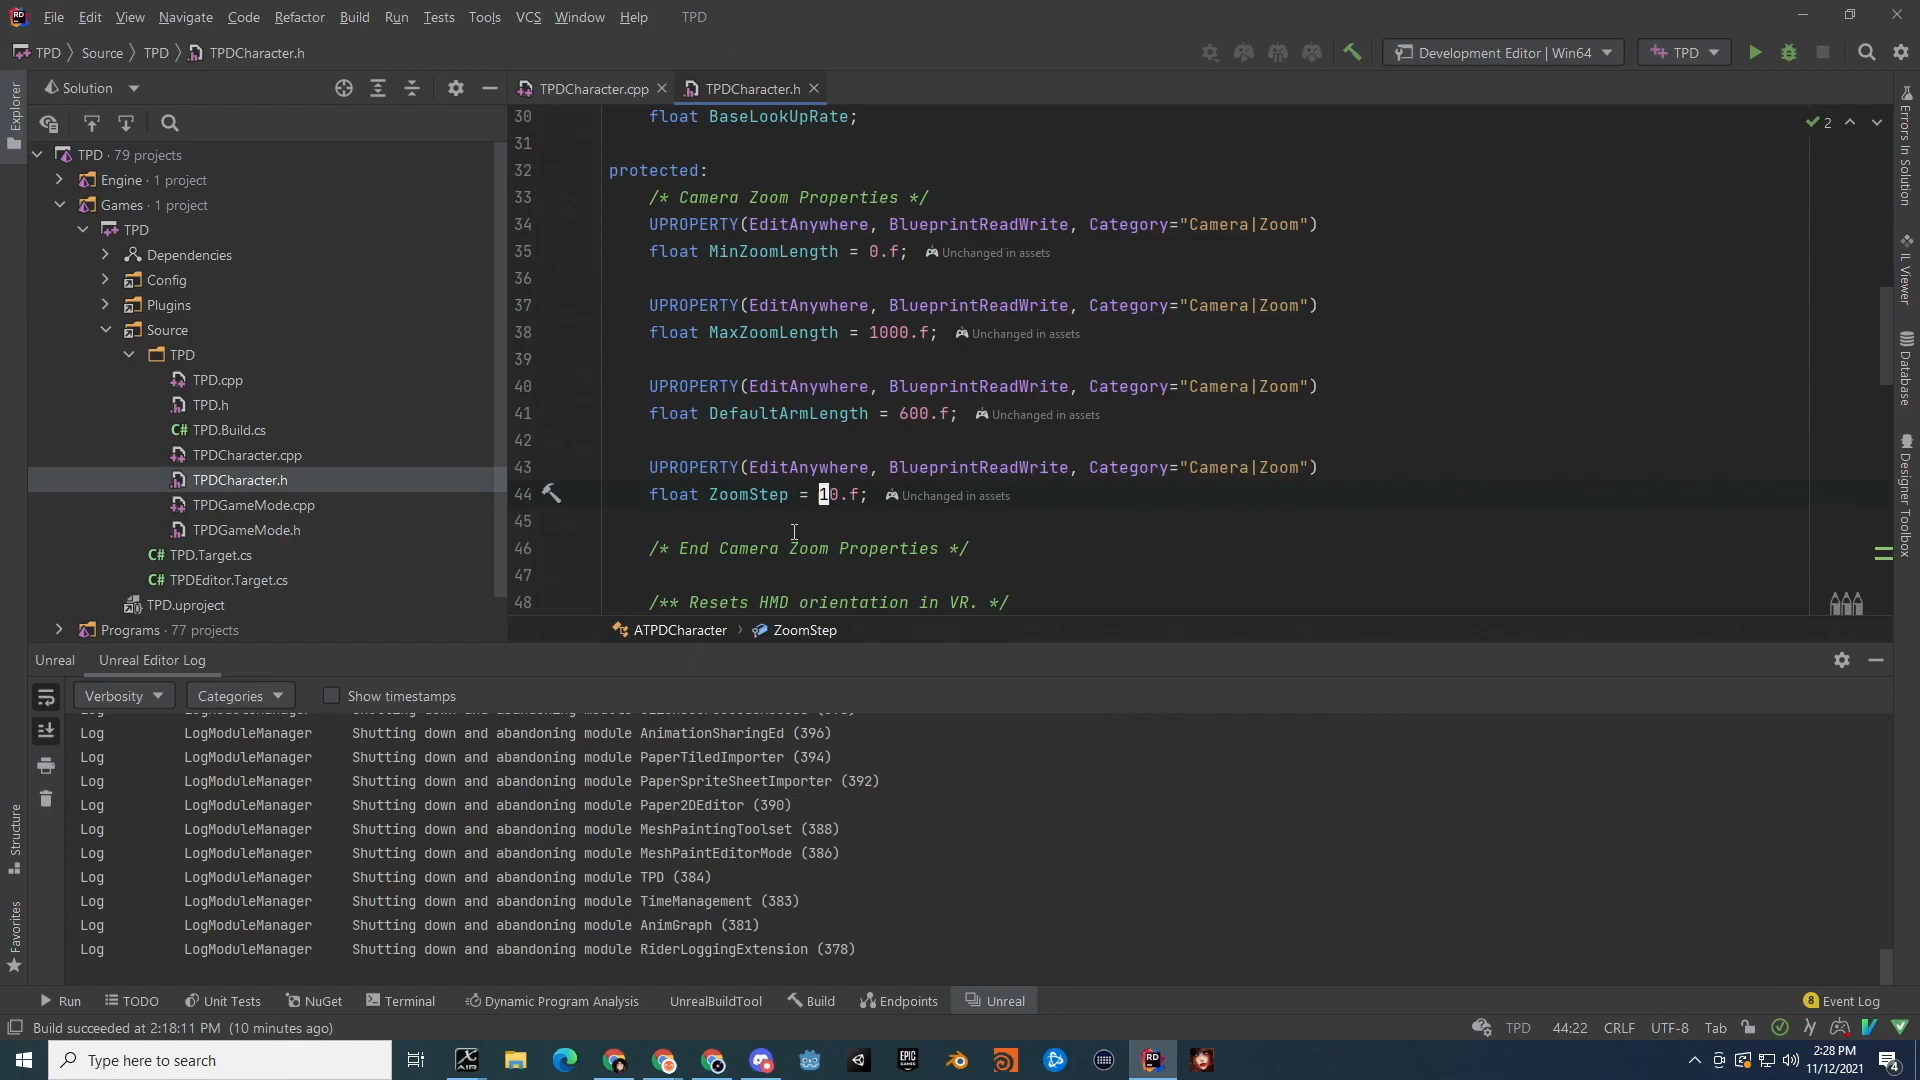 File Edit View Navigate Code Refactor Build Run Tests Tools VCS Window Help TPD
TPD Source TPD TPDCharacter.h
Development Editor | Win64 TPD
Solution
TPDCharacter.cpp TPDCharacter.h
Explorer
TPD · 79 projects
Engine · 1 project
Games · 1 project
TPD
Dependencies
Config
Plugins
Source
TPD
TPD.cpp
TPD.h
C# TPD.Build.cs
TPDCharacter.cpp
TPDCharacter.h
TPDGameMode.cpp
TPDGameMode.h
C# TPD.Target.cs
C# TPDEditor.Target.cs
TPD.uproject
Programs · 77 projects
30 float BaseLookUpRate;
31
32 protected:
33 /* Camera Zoom Properties */
34 UPROPERTY(EditAnywhere, BlueprintReadWrite, Category="Camera|Zoom")
35 float MinZoomLength = 0.f; Unchanged in assets
36
37 UPROPERTY(EditAnywhere, BlueprintReadWrite, Category="Camera|Zoom")
38 float MaxZoomLength = 1000.f; Unchanged in assets
39
40 UPROPERTY(EditAnywhere, BlueprintReadWrite, Category="Camera|Zoom")
41 float DefaultArmLength = 600.f; Unchanged in assets
42
43 UPROPERTY(EditAnywhere, BlueprintReadWrite, Category="Camera|Zoom")
44 float ZoomStep = 10.f; Unchanged in assets
45
46 /* End Camera Zoom Properties */
47
48 /** Resets HMD orientation in VR. */
2
ATPDCharacter ZoomStep
Errors In Solution
IL Viewer
Database
Designer Toolbox
Unreal Unreal Editor Log
Verbosity Categories Show timestamps
Log LogModuleManager Shutting down and abandoning module AnimationSharingEd (396)
Log LogModuleManager Shutting down and abandoning module PaperTiledImporter (394)
Log LogModuleManager Shutting down and abandoning module PaperSpriteSheetImporter (392)
Log LogModuleManager Shutting down and abandoning module Paper2DEditor (390)
Log LogModuleManager Shutting down and abandoning module MeshPaintingToolset (388)
Log LogModuleManager Shutting down and abandoning module MeshPaintEditorMode (386)
Log LogModuleManager Shutting down and abandoning module TPD (384)
Log LogModuleManager Shutting down and abandoning module TimeManagement (383)
Log LogModuleManager Shutting down and abandoning module AnimGraph (381)
Log LogModuleManager Shutting down and abandoning module RiderLoggingExtension (378)
Structure
Favorites
Run TODO Unit Tests NuGet Terminal Dynamic Program Analysis UnrealBuildTool Build Endpoints Unreal 8 Event Log
Build succeeded at 2:18:11 PM (10 minutes ago) TPD 44:22 CRLF UTF-8 Tab
Type here to search
2:28 PM
11/12/2021
4